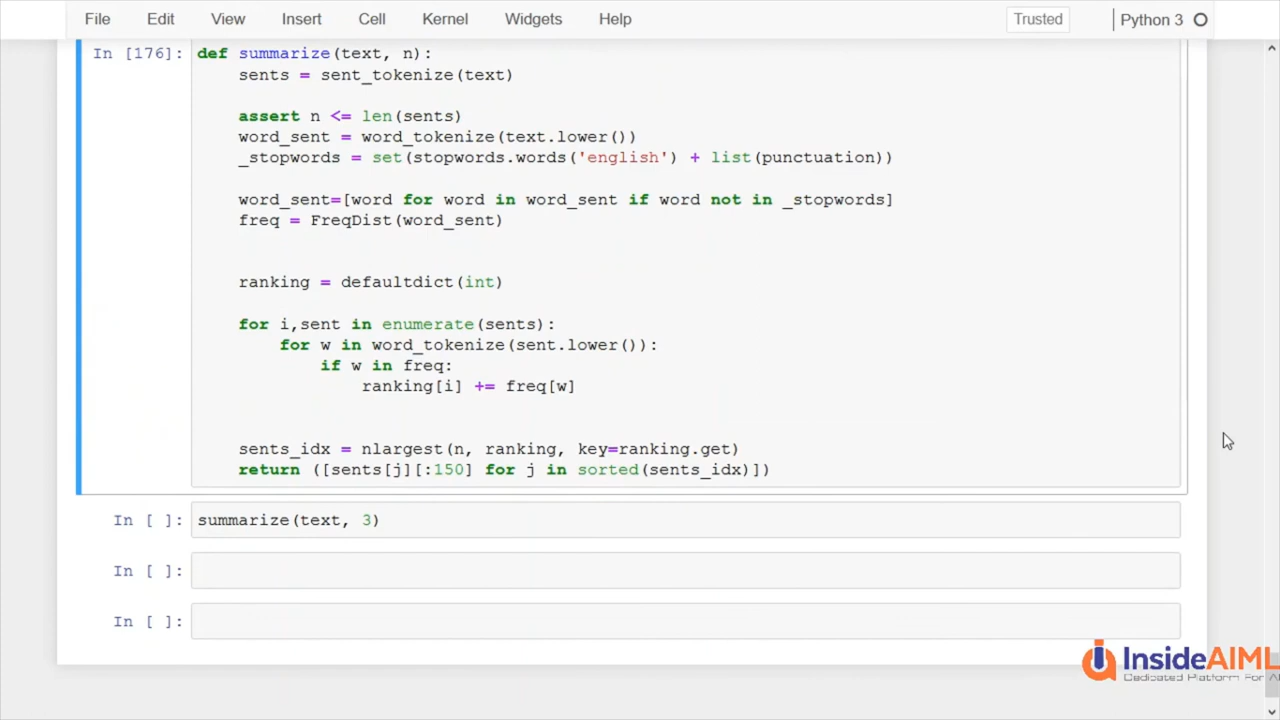 File Edit View Insert Cell Kernel Widgets Help Trusted Python 3
In [176]: def summarize(text, n):
sents = sent_tokenize(text)
assert n <= len(sents)
word_sent = word_tokenize(text.lower())
_stopwords = set(stopwords.words('english') + list(punctuation))
word_sent=[word for word in word_sent if word not in _stopwords]
freq = FreqDist(word_sent)
ranking = defaultdict(int)
for i,sent in enumerate(sents):
for w in word_tokenize(sent.lower()):
if w in freq:
ranking[i] += freq[w]
sents_idx = nlargest(n, ranking, key=ranking.get)
return ([sents[j][:150] for j in sorted(sents_idx)])
In [ ]: summarize(text, 3)
In [ ]:
In [ ]:
InsideAIML
Dedicated Platform For AI